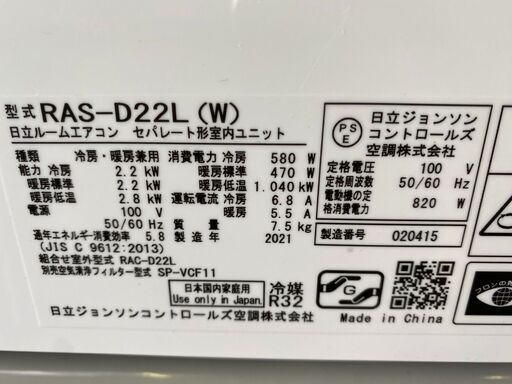 型式 RAS-D22L (W)
日立ルームエアコン セパレート形室内ユニット
種類 冷房・暖房兼用 消費電力 冷房 580 W
能力 冷房 2.2 kW 暖房標準 470 W
暖房標準 2.2 kW 暖房低温 1.040 kW
暖房低温 2.8 kW 運転電流 冷房 6.8 A
電源 100 V 暖房 5.5 A
50/60 Hz 質量 7.5 kg
通年エネルギー消費効率 5.8 製造年 2021
(JIS C 9612:2013)
組合せ室外型式 RAC-D22L
別売空気清浄フィルター型式 SP-VCF11
日本国内家庭用
Use only in Japan.
冷媒
R32
日立ジョンソンコントロールズ空調株式会社
PSE
日立ジョンソン
コントロールズ
空調株式会社
定格電圧 100 V
定格周波数 50/60 Hz
電動機の定
格消費電力 820 W
製造番号 020415
G
Made in China
フロンの